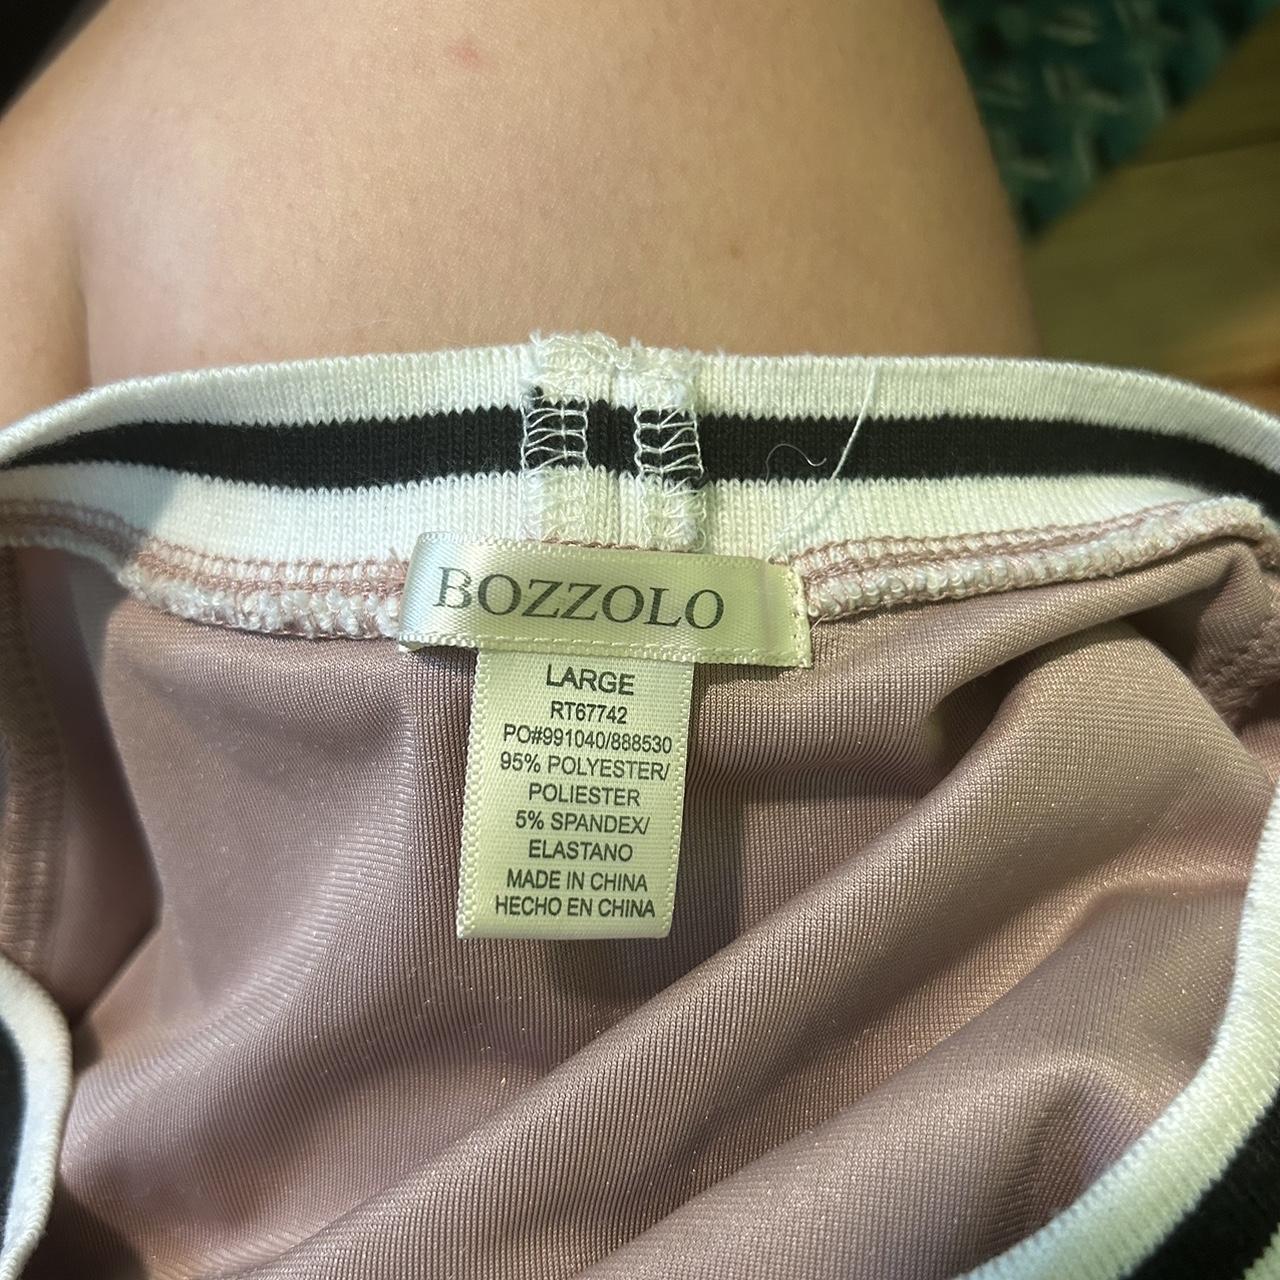 BOZZOLO
LARGE
RT67742
PO#991040/888530
95% POLYESTER/
POLIESTER
5% SPANDEX/
ELASTANO
MADE IN CHINA
HECHO EN CHINA